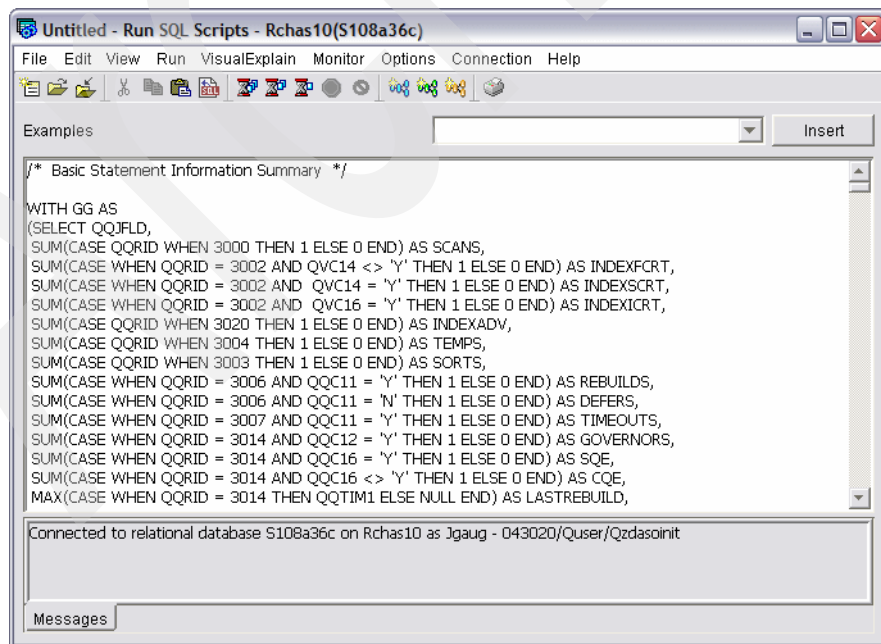 Untitled - Run SQL Scripts - Rchas10(S108a36c)
File Edit View Run VisualExplain Monitor Options Connection Help
Examples
Insert
/* Basic Statement Information Summary */
WITH GG AS
(SELECT QQJFLD,
SUM(CASE QQRID WHEN 3000 THEN 1 ELSE 0 END) AS SCANS,
SUM(CASE WHEN QQRID = 3002 AND QVC14 <> 'Y' THEN 1 ELSE 0 END) AS INDEXFCRT,
SUM(CASE WHEN QQRID = 3002 AND QVC14 = 'Y' THEN 1 ELSE 0 END) AS INDEXSCRT,
SUM(CASE WHEN QQRID = 3002 AND QVC16 = 'Y' THEN 1 ELSE 0 END) AS INDEXICRT,
SUM(CASE QQRID WHEN 3020 THEN 1 ELSE 0 END) AS INDEXADV,
SUM(CASE QQRID WHEN 3004 THEN 1 ELSE 0 END) AS TEMPS,
SUM(CASE QQRID WHEN 3003 THEN 1 ELSE 0 END) AS SORTS,
SUM(CASE WHEN QQRID = 3006 AND QQC11 = 'Y' THEN 1 ELSE 0 END) AS REBUILDS,
SUM(CASE WHEN QQRID = 3006 AND QQC11 = 'N' THEN 1 ELSE 0 END) AS DEFERS,
SUM(CASE WHEN QQRID = 3007 AND QQC11 = 'Y' THEN 1 ELSE 0 END) AS TIMEOUTS,
SUM(CASE WHEN QQRID = 3014 AND QQC12 = 'Y' THEN 1 ELSE 0 END) AS GOVERNORS,
SUM(CASE WHEN QQRID = 3014 AND QQC16 = 'Y' THEN 1 ELSE 0 END) AS SQE,
SUM(CASE WHEN QQRID = 3014 AND QQC16 <> 'Y' THEN 1 ELSE 0 END) AS CQE,
MAX(CASE WHEN QQRID = 3014 THEN QQTIM1 ELSE NULL END) AS LASTREBUILD,
Connected to relational database S108a36c on Rchas10 as Jgaug - 043020/Quser/Qzdasoinit
Messages